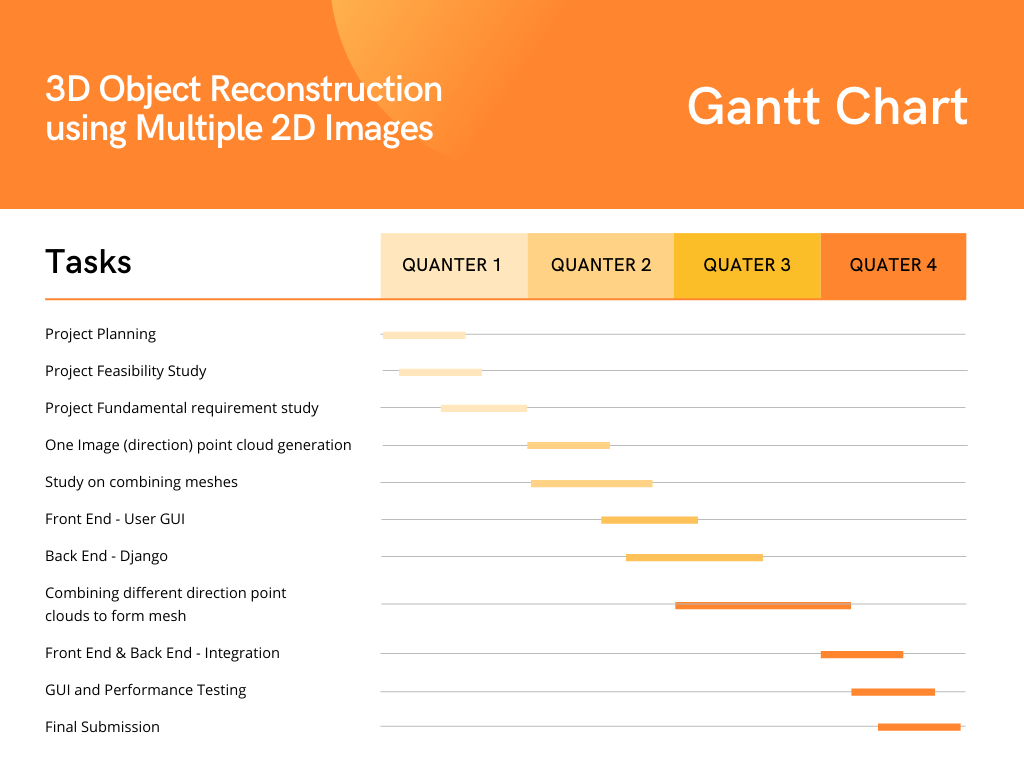 3D Object Reconstruction
using Multiple 2D Images
Gantt Chart
Tasks
QUANTER 1
QUANTER 2
QUATER 3
QUATER 4
Project Planning
Project Feasibility Study
Project Fundamental requirement study
One Image (direction) point cloud generation
Study on combining meshes
Front End - User GUI
Back End - Django
Combining different direction point
clouds to form mesh
Front End & Back End - Integration
GUI and Performance Testing
Final Submission